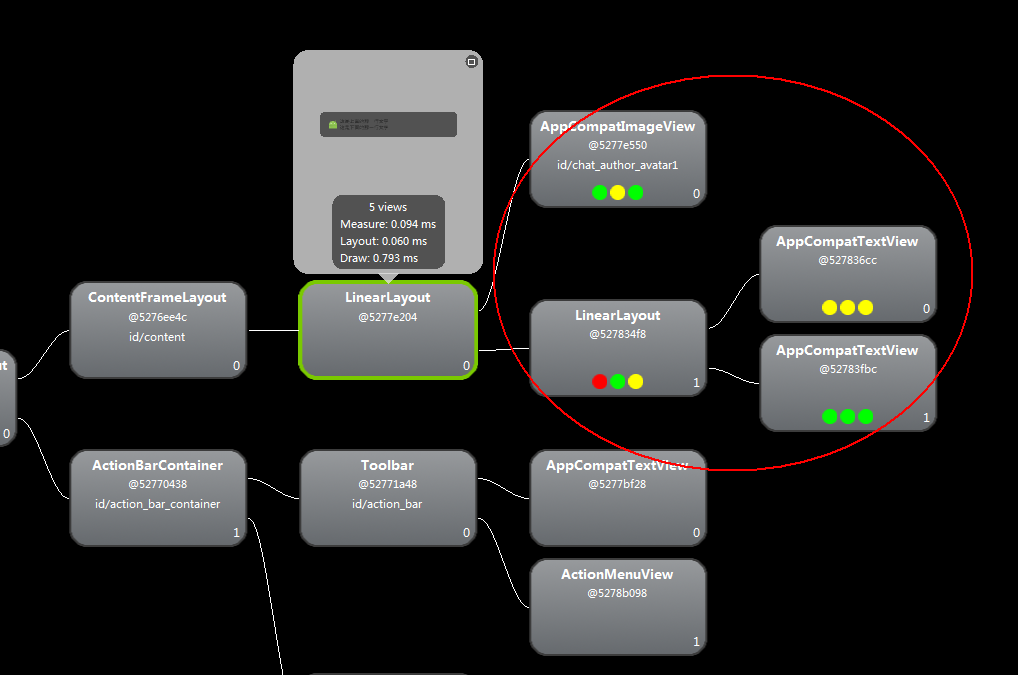 5 views
Measure: 0.094 ms
Layout: 0.060 ms
Draw: 0.793 ms
AppCompatImageView
@5277e550
id/chat_author_avatar1
0
AppCompatTextView
@527836cc
0
ContentFrameLayout
@5276ee4c
id/content
0
LinearLayout
@5277e204
0
LinearLayout
@527834f8
1
AppCompatTextView
@52783fbc
1
ut
0
ActionBarContainer
@52770438
id/action_bar_container
1
Toolbar
@52771a48
id/action_bar
0
AppCompatTextView
@5277bf28
0
ActionMenuView
@5278b098
1